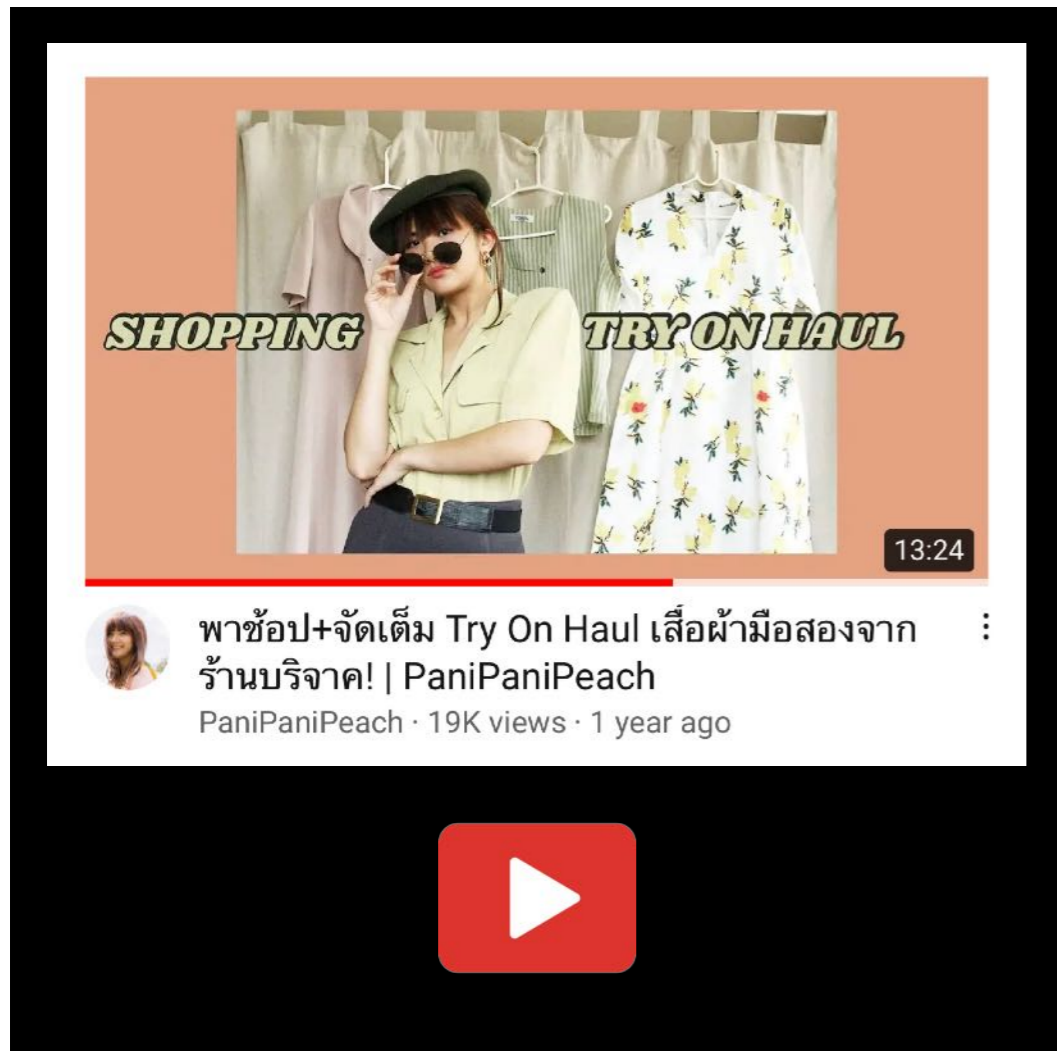 SHOPPING TRY ON HAUL
13:24
พาช้อป+จัดเต็ม Try On Haul เสื้อผ้ามือสองจาก
ร้านบริจาค! | PaniPaniPeach
PaniPaniPeach · 19K views · 1 year ago